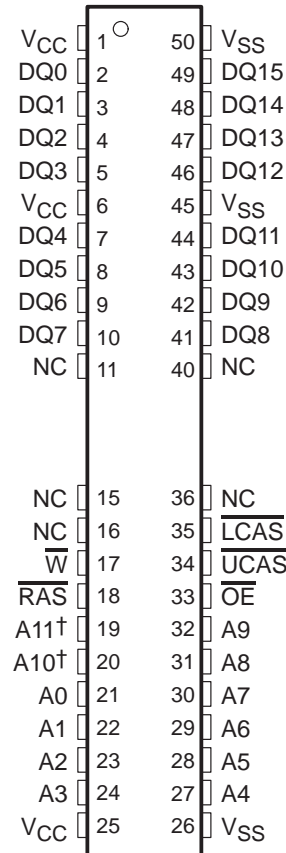 VCC 1 50 VSS
DQ0 2 49 DQ15
DQ1 3 48 DQ14
DQ2 4 47 DQ13
DQ3 5 46 DQ12
VCC 6 45 VSS
DQ4 7 44 DQ11
DQ5 8 43 DQ10
DQ6 9 42 DQ9
DQ7 10 41 DQ8
NC 11 40 NC
NC 15 36 NC
NC 16 35 L̅C̅A̅S̅
W̅ 17 34 U̅C̅A̅S̅
R̅A̅S̅ 18 33 O̅E̅
A11† 19 32 A9
A10† 20 31 A8
A0 21 30 A7
A1 22 29 A6
A2 23 28 A5
A3 24 27 A4
VCC 25 26 VSS